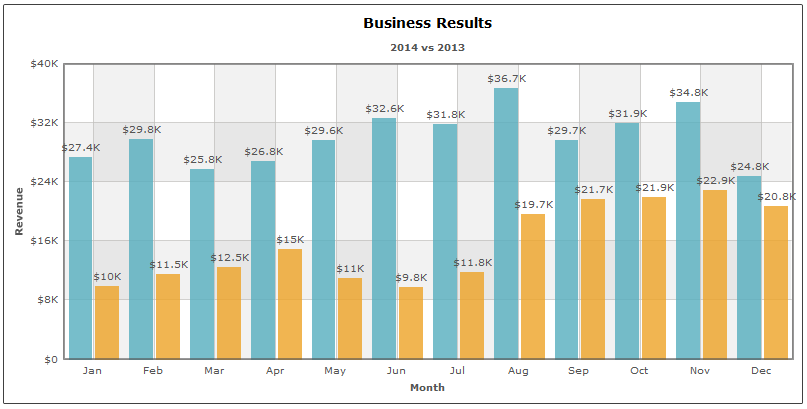 Business Results
2014 vs 2013
$40K
$32K
$24K
$16K
$8K
$0
Revenue
$27.4K
$10K
$29.8K
$11.5K
$25.8K
$12.5K
$26.8K
$15K
$29.6K
$11K
$32.6K
$9.8K
$31.8K
$11.8K
$36.7K
$19.7K
$29.7K
$21.7K
$31.9K
$21.9K
$34.8K
$22.9K
$24.8K
$20.8K
Jan Feb Mar Apr May Jun Jul Aug Sep Oct Nov Dec
Month